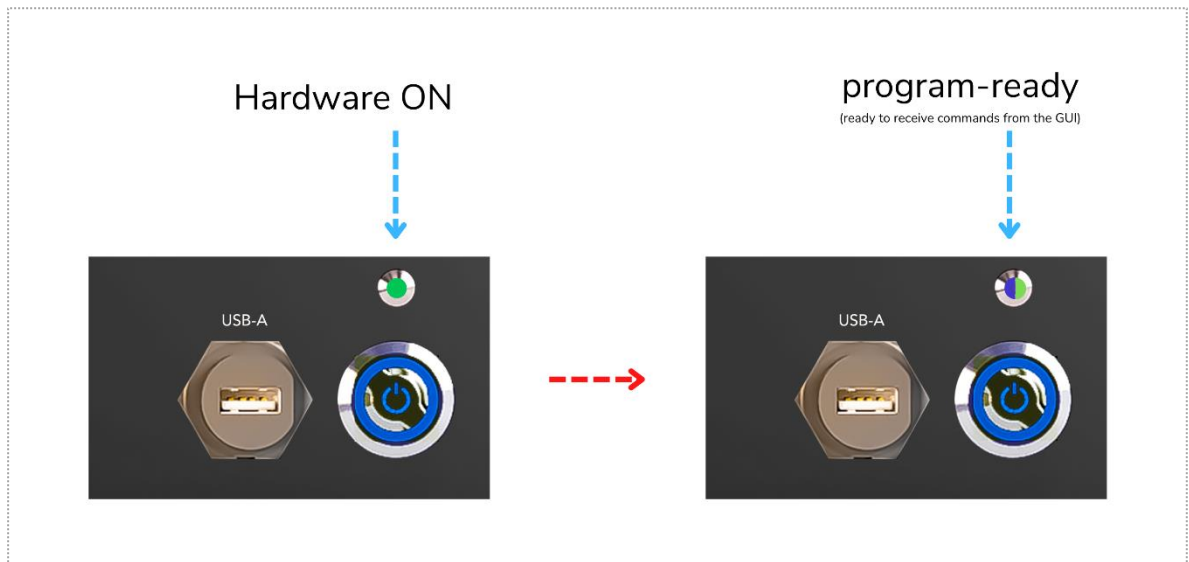 Hardware ON
program-ready
(ready to receive commands from the GUI)
USB-A
USB-A